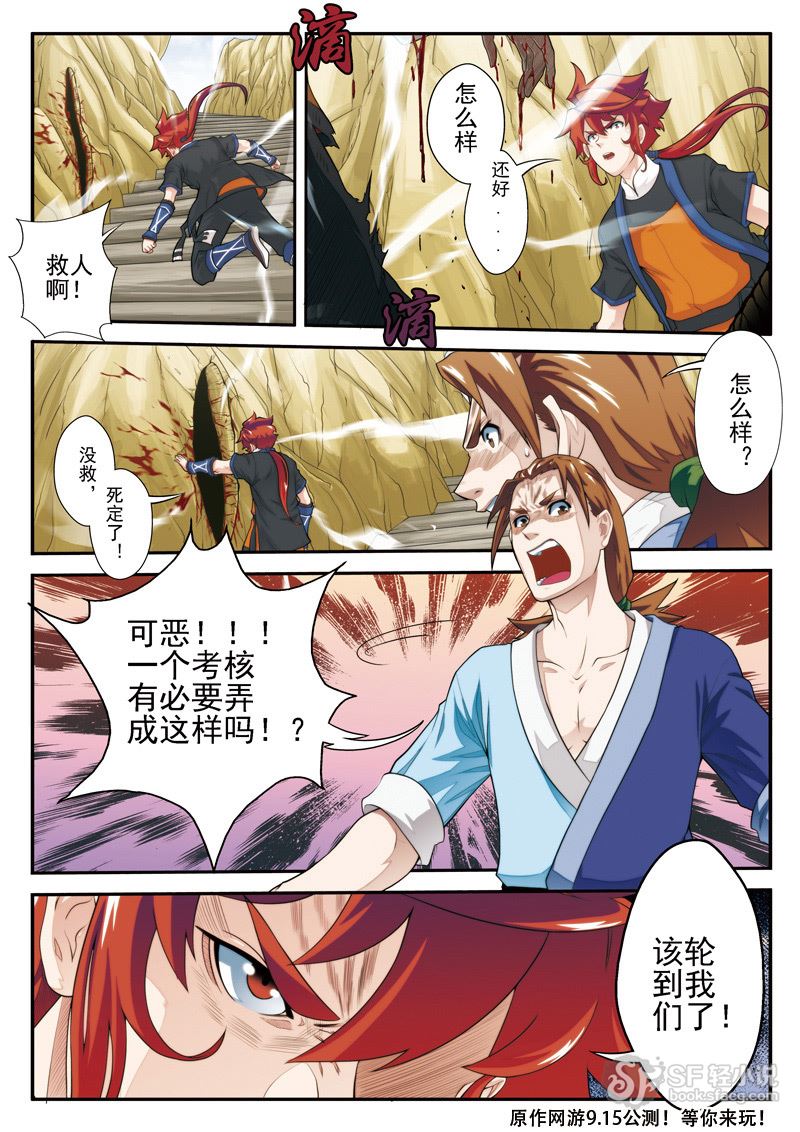 救人
啊！
滴
怎么样
还好
...
滴
怎么样？
没救，
死定了！
可恶！！！
一个考核
有必要弄
成这样吗！？
该轮
到我
们了！
SF轻小说
book.sfacg.com
原作网游9.15公测！等你来玩！